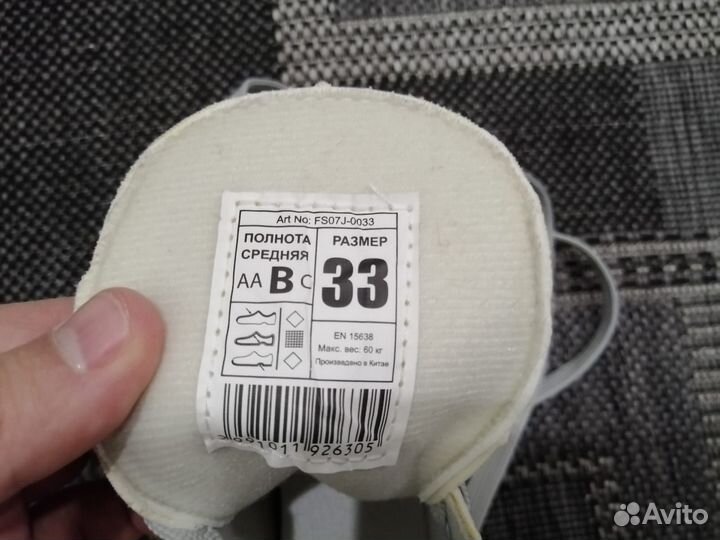 Art No: FS07J-0033
ПОЛНОТА
СРЕДНЯЯ
AA B C
РАЗМЕР
33
EN 15638
Макс. вес: 60 кг
Произведено в Китае
991011 926305
Avito